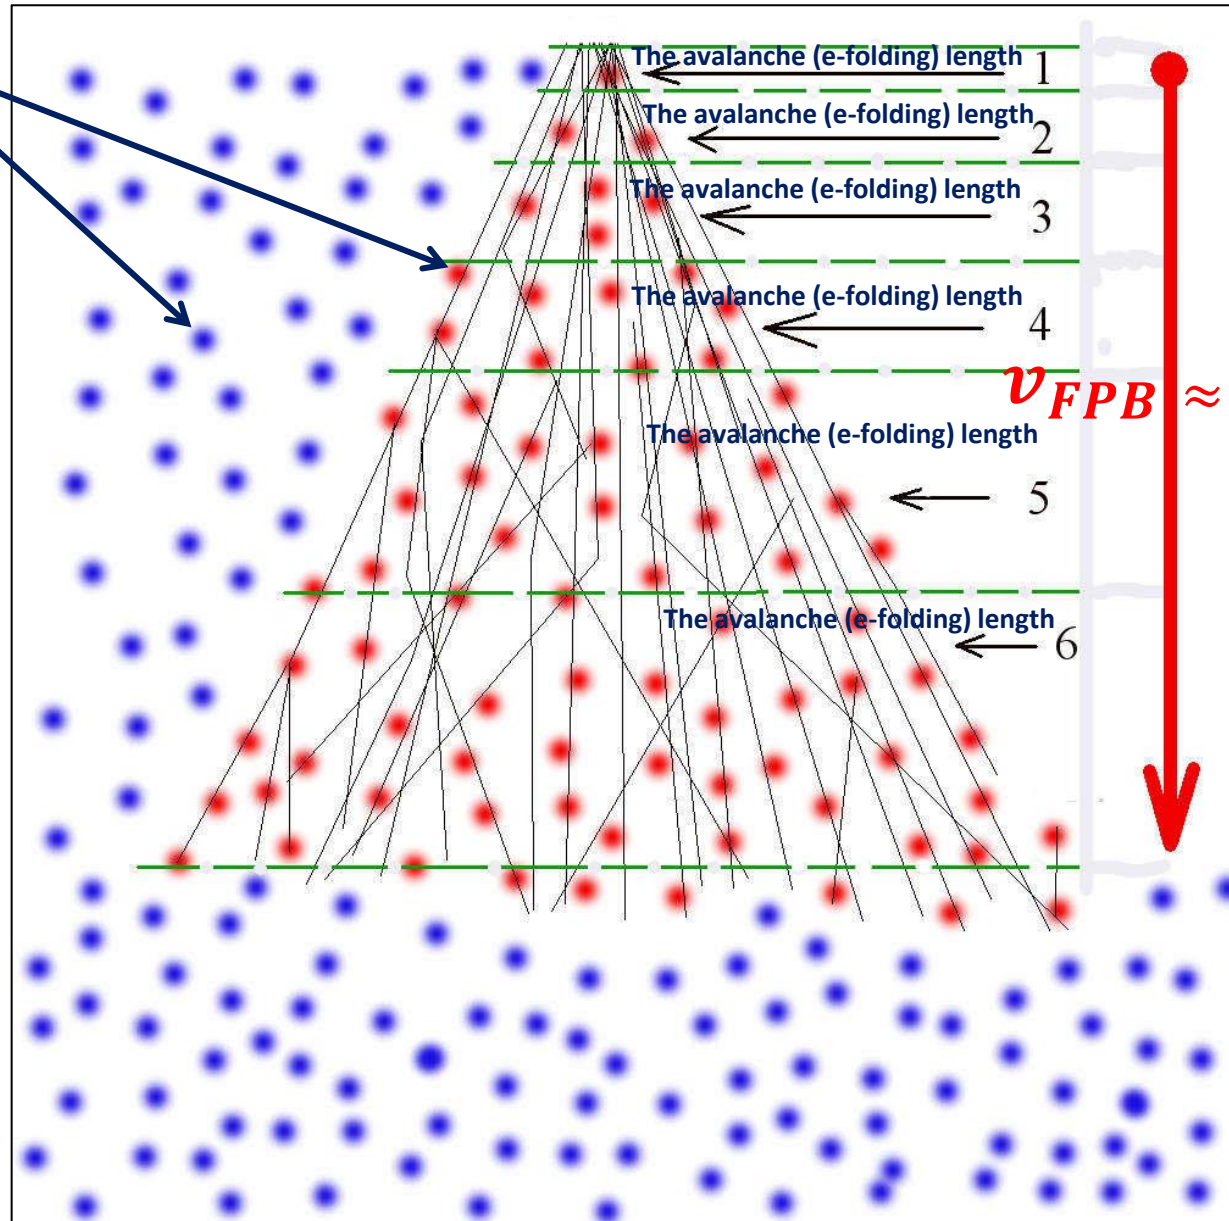 The avalanche (e-folding) length
1
The avalanche (e-folding) length
2
The avalanche (e-folding) length
3
The avalanche (e-folding) length
4
v_FPB ≈
The avalanche (e-folding) length
5
The avalanche (e-folding) length
6